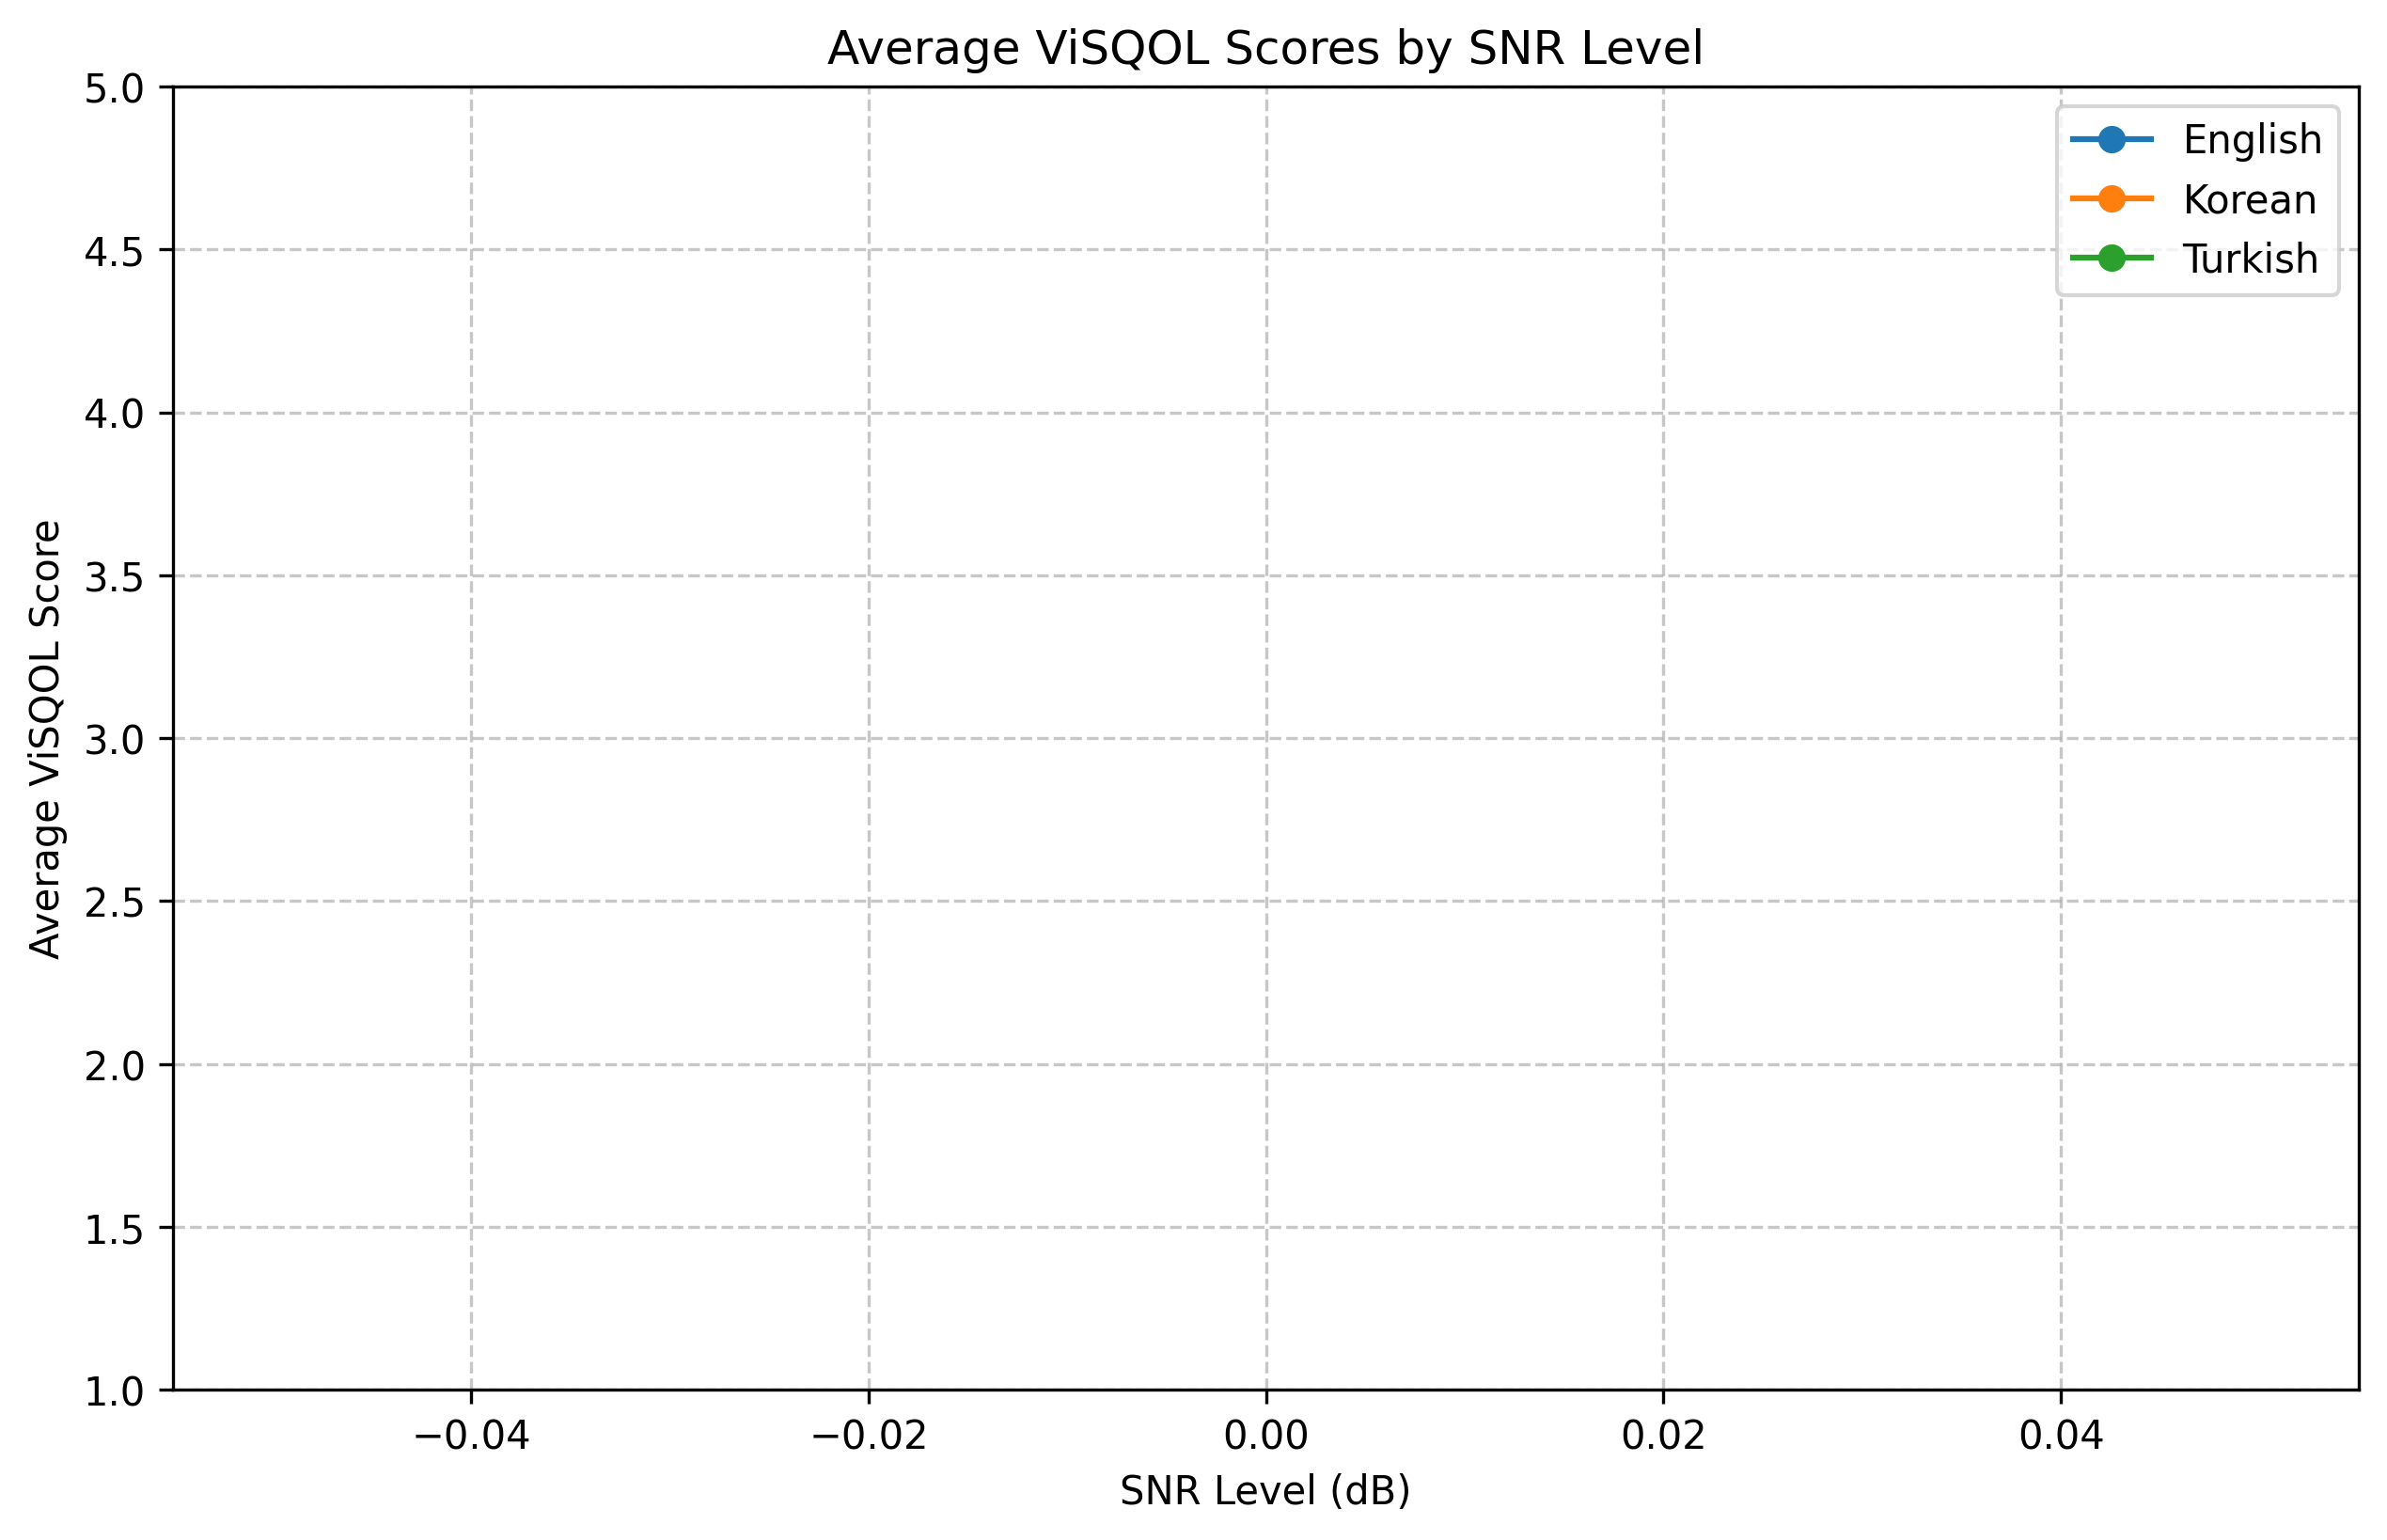 Average ViSQOL Scores by SNR Level
English
Korean
Turkish
Average ViSQOL Score
5.0
4.5
4.0
3.5
3.0
2.5
2.0
1.5
1.0
−0.04
−0.02
0.00
0.02
0.04
SNR Level (dB)